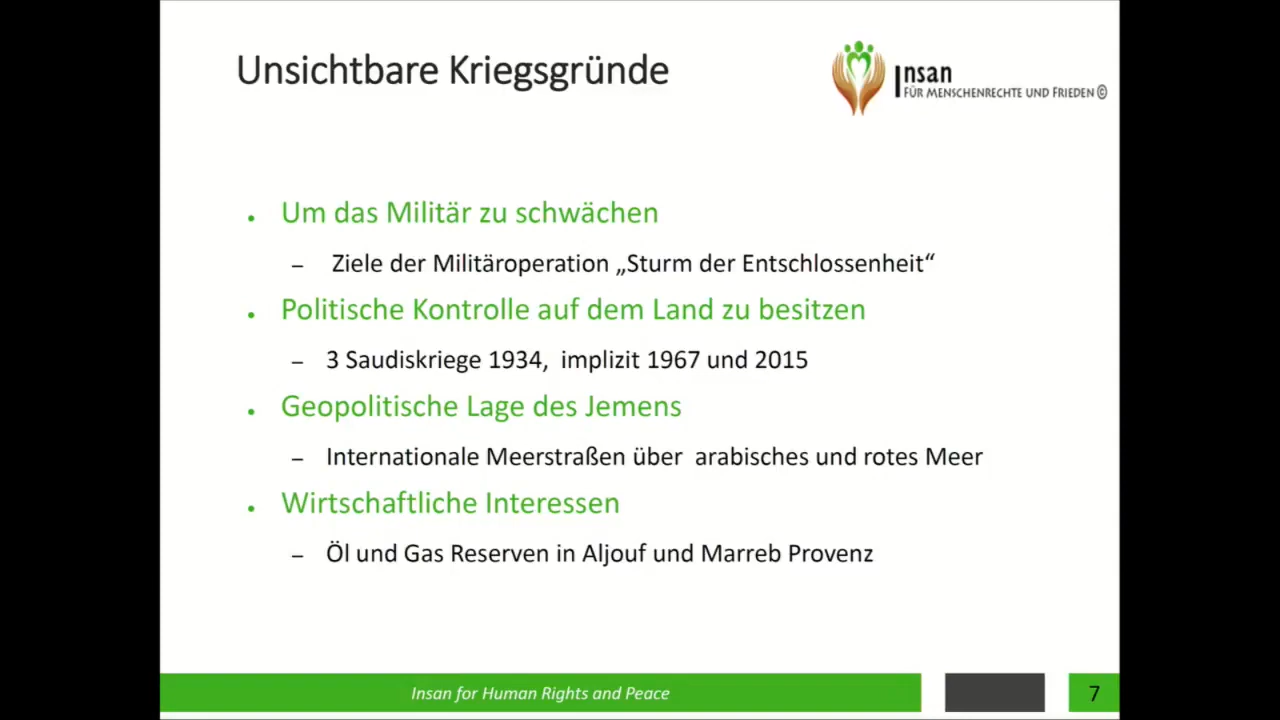 Unsichtbare Kriegsgründe
Insan
FÜR MENSCHENRECHTE UND FRIEDEN ©
• Um das Militär zu schwächen
– Ziele der Militäroperation „Sturm der Entschlossenheit“
• Politische Kontrolle auf dem Land zu besitzen
– 3 Saudiskriege 1934, implizit 1967 und 2015
• Geopolitische Lage des Jemens
– Internationale Meerstraßen über arabisches und rotes Meer
• Wirtschaftliche Interessen
– Öl und Gas Reserven in Aljouf und Marreb Provenz
Insan for Human Rights and Peace
7